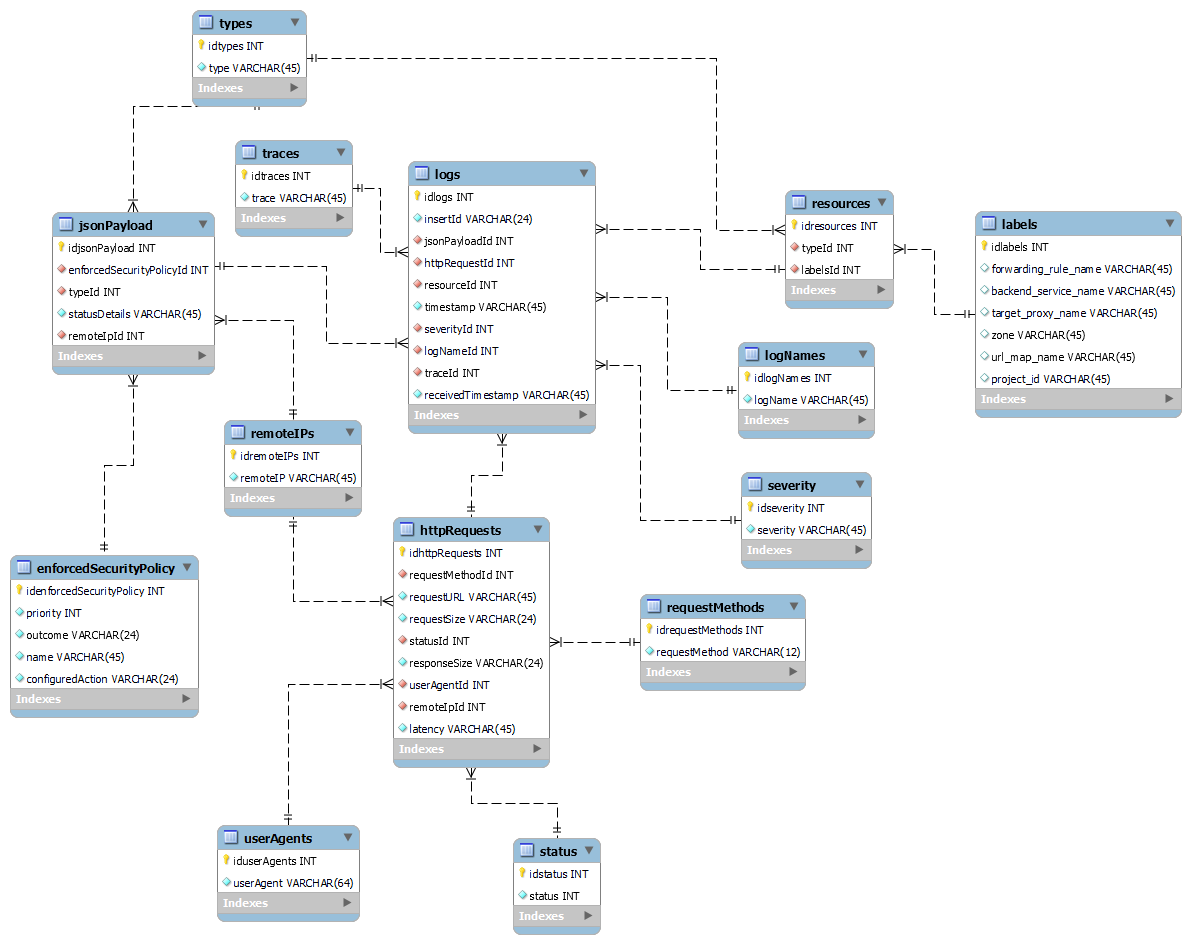 types
idtypes INT
type VARCHAR(45)
Indexes
traces
idtraces INT
trace VARCHAR(45)
Indexes
logs
idlogs INT
insertId VARCHAR(24)
jsonPayloadId INT
httpRequestId INT
resourceId INT
timestamp VARCHAR(45)
severityId INT
logNameId INT
traceId INT
receivedTimestamp VARCHAR(45)
Indexes
resources
idresources INT
typeId INT
labelsId INT
Indexes
labels
idlabels INT
forwarding_rule_name VARCHAR(45)
backend_service_name VARCHAR(45)
target_proxy_name VARCHAR(45)
zone VARCHAR(45)
url_map_name VARCHAR(45)
project_id VARCHAR(45)
Indexes
jsonPayload
idjsonPayload INT
enforcedSecurityPolicyId INT
typeId INT
statusDetails VARCHAR(45)
remoteIpId INT
Indexes
logNames
idlogNames INT
logName VARCHAR(45)
Indexes
remoteIPs
idremoteIPs INT
remoteIP VARCHAR(45)
Indexes
severity
idseverity INT
severity VARCHAR(45)
Indexes
httpRequests
idhttpRequests INT
requestMethodId INT
requestURL VARCHAR(45)
requestSize VARCHAR(24)
statusId INT
responseSize VARCHAR(24)
userAgentId INT
remoteIpId INT
latency VARCHAR(45)
Indexes
enforcedSecurityPolicy
idenforcedSecurityPolicy INT
priority INT
outcome VARCHAR(24)
name VARCHAR(45)
configuredAction VARCHAR(24)
Indexes
requestMethods
idrequestMethods INT
requestMethod VARCHAR(12)
Indexes
userAgents
iduserAgents INT
userAgent VARCHAR(64)
Indexes
status
idstatus INT
status INT
Indexes